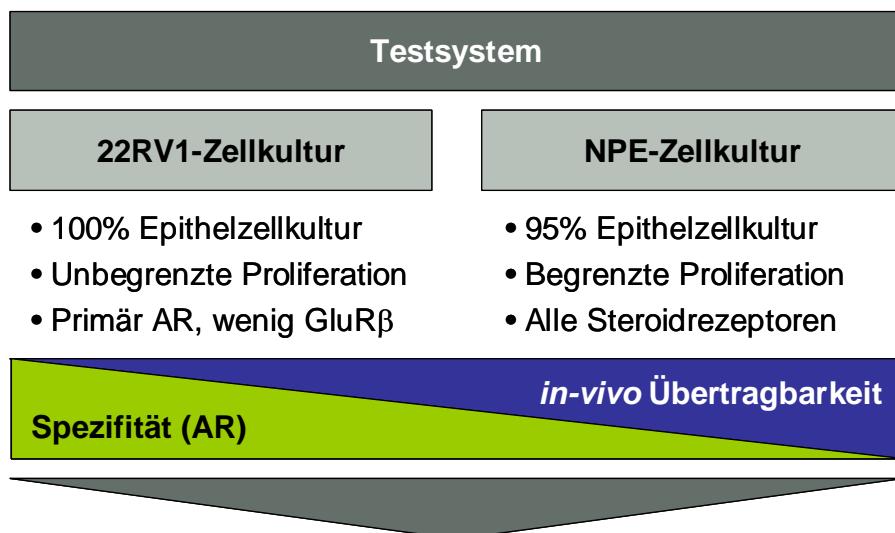 Testsystem
22RV1-Zellkultur
• 100% Epithelzellkultur
• Unbegrenzte Proliferation
• Primär AR, wenig GluRβ
NPE-Zellkultur
• 95% Epithelzellkultur
• Begrenzte Proliferation
• Alle Steroidrezeptoren
in-vivo Übertragbarkeit
Spezifität (AR)